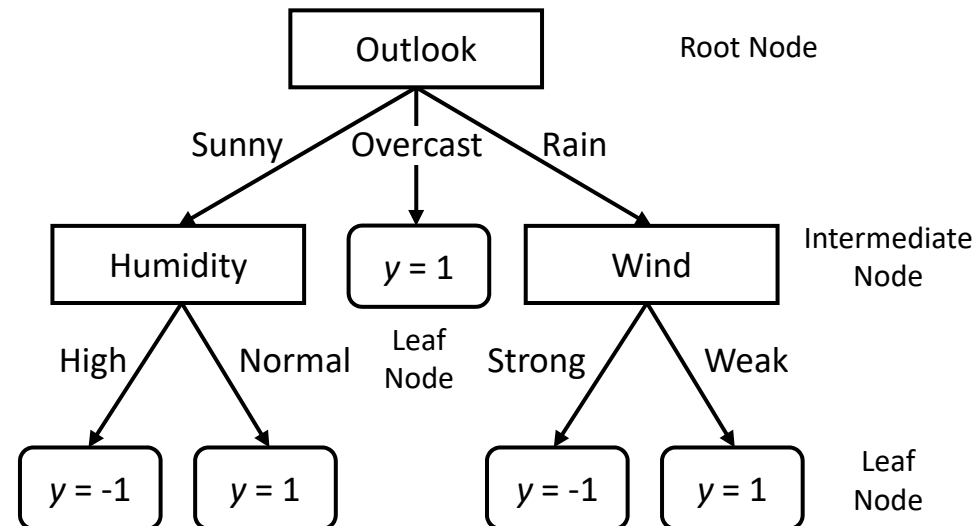 Outlook
Root Node
Sunny
Overcast
Rain
Humidity
y = 1
Wind
Intermediate
Node
High
Normal
Leaf
Node
Strong
Weak
y = -1
y = 1
y = -1
y = 1
Leaf
Node